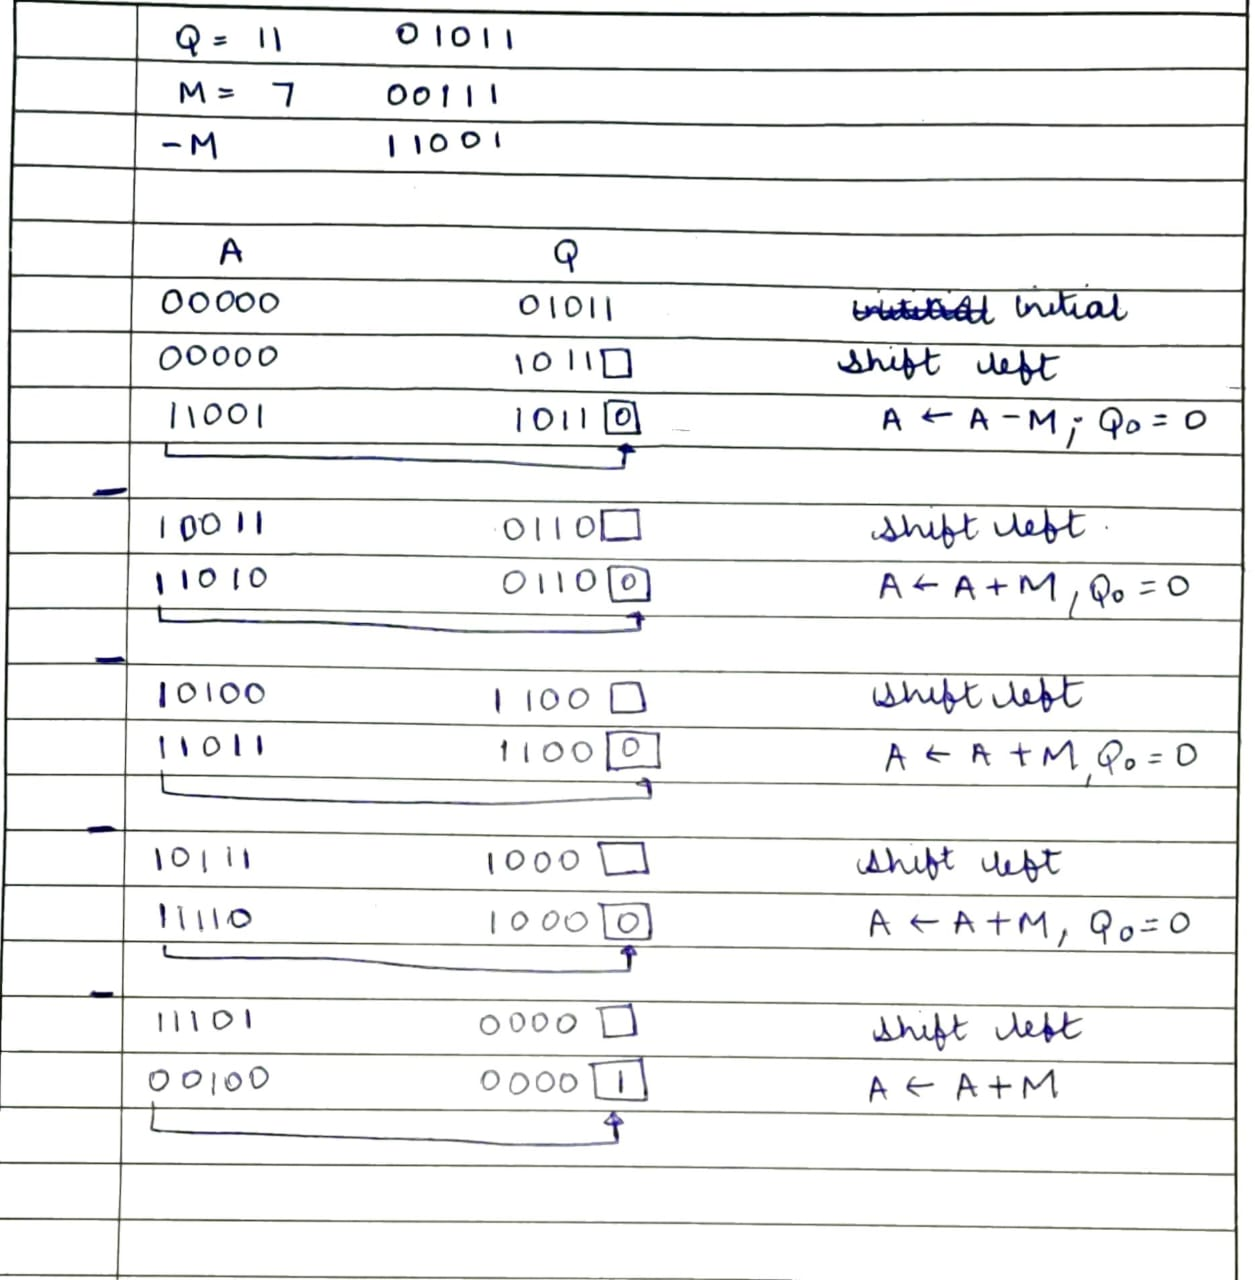 Q = 11 01011
M = 7 00111
-M 11001
A Q
00000 01011 initial
00000 1011□ shift left
11001 1011 0 A ← A - M ; Q0 = 0
10011 0110□ shift left.
11010 0110 0 A ← A + M, Q0 = 0
10100 1100 □ shift left
11011 1100 0 A ← A + M, Q0 = 0
10111 1000 □ shift left
11110 1000 0 A ← A + M, Q0 = 0
11101 0000 □ shift left
00100 0000 1 A ← A + M